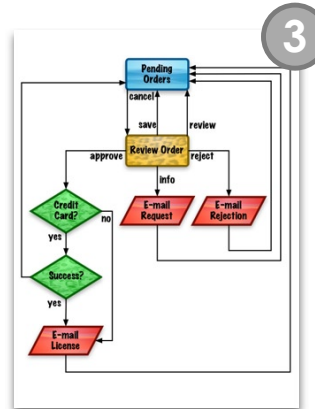 3
Pending
Orders
cancel
save
review
approve
Review Order
reject
info
Credit
Card?
no
E-mail
Request
E-mail
Rejection
yes
Success?
yes
E-mail
License